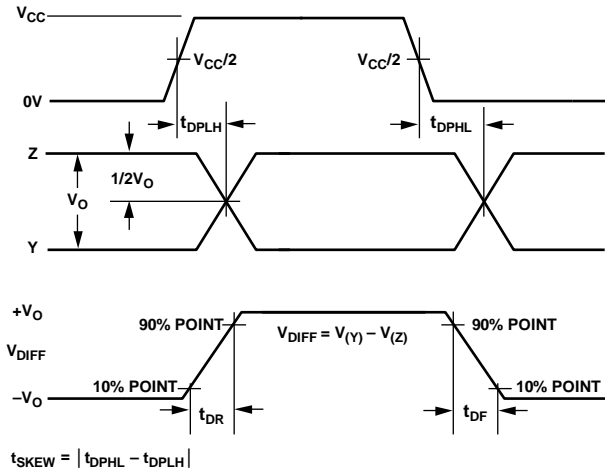 VCC
VCC/2 VCC/2
0V
tDPLH tDPHL
Z
1/2VO
VO
Y
+VO
90% POINT VDIFF = V(Y) – V(Z) 90% POINT
VDIFF
10% POINT 10% POINT
–VO
tDR tDF
tSKEW = |tDPHL – tDPLH|